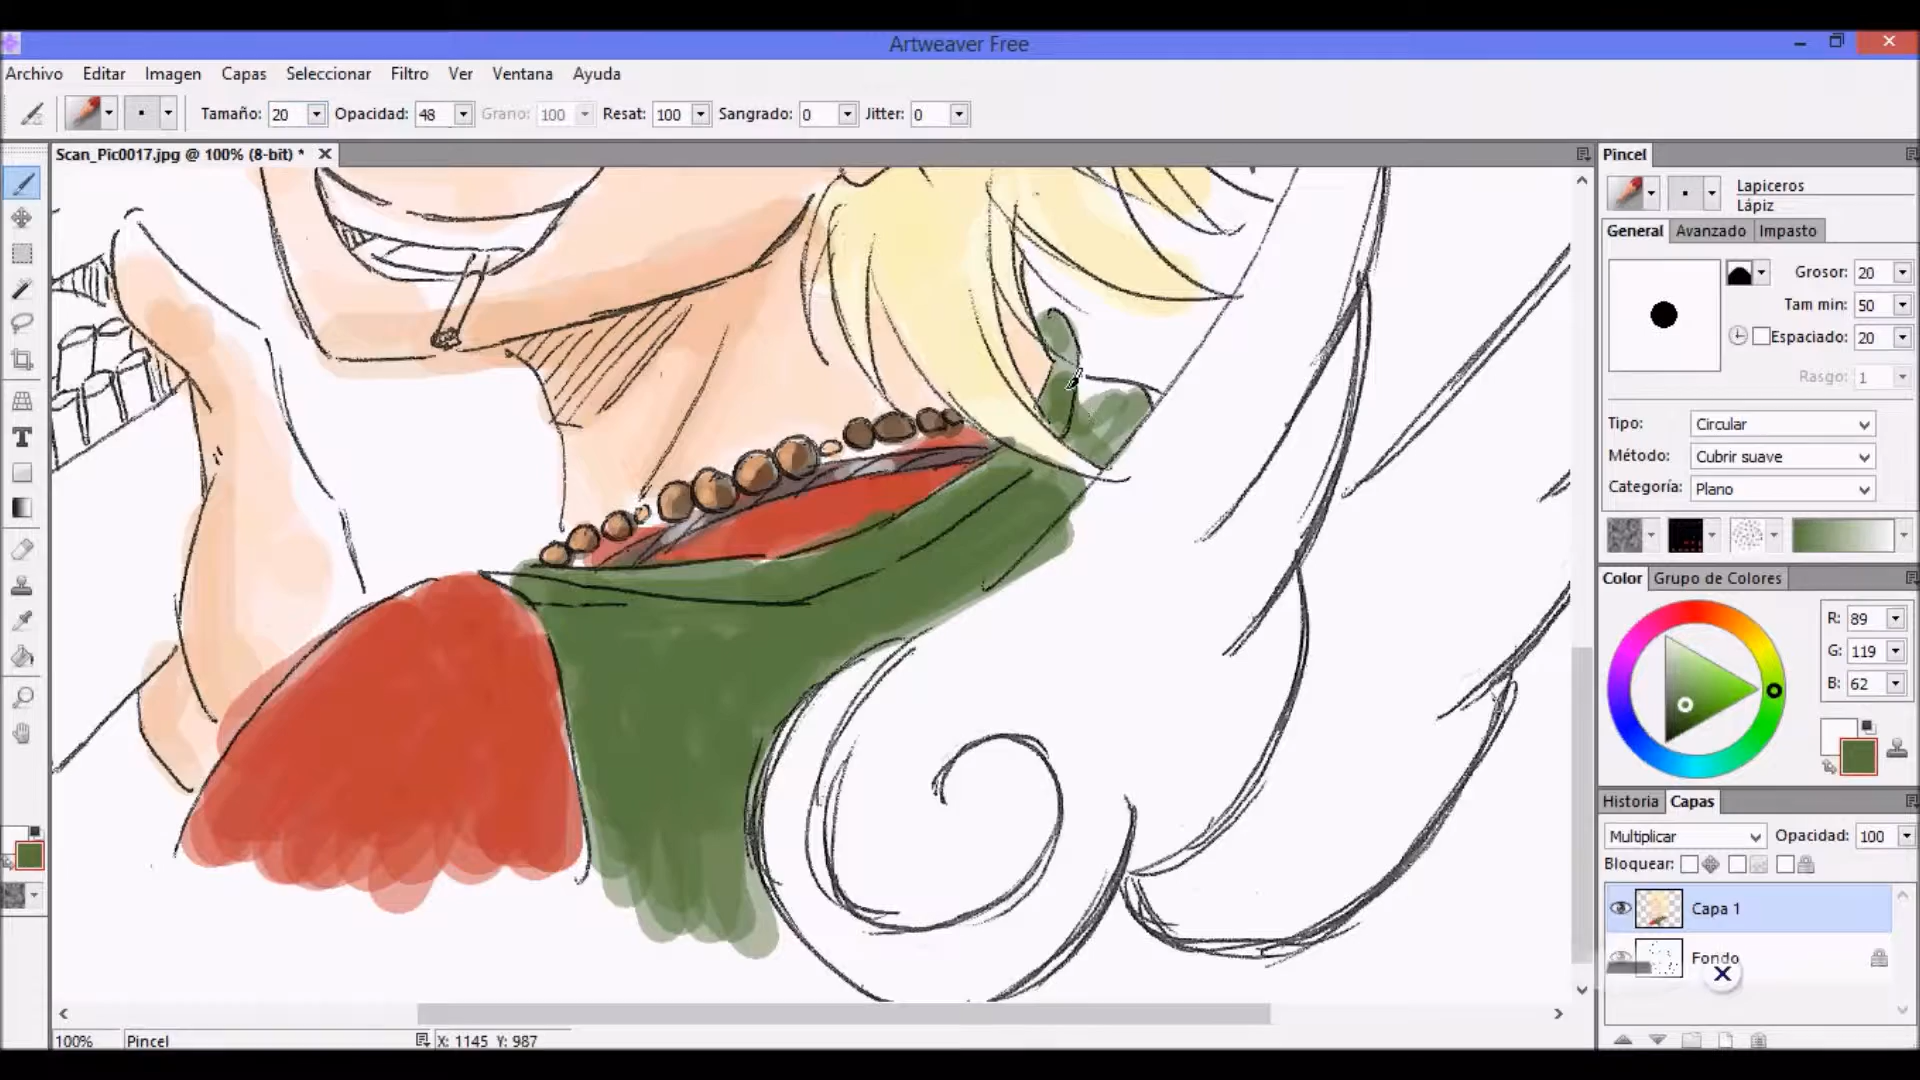 Artweaver Free
Archivo Editar Imagen Capas Seleccionar Filtro Ver Ventana Ayuda
Tamaño: 20 Opacidad: 48 Grano: 100 Resat: 100 Sangrado: 0 Jitter: 0
Scan_Pic0017.jpg @ 100% (8-bit) *
Pincel
Lapiceros
Lápiz
General Avanzado Impasto
Grosor: 20
Tam min: 50
Espaciado: 20
Rasgo: 1
Tipo: Circular
Método: Cubrir suave
Categoría: Plano
Color Grupo de Colores
R: 89
G: 119
B: 62
Historia Capas
Multiplicar Opacidad: 100
Bloquear:
Capa 1
Fondo
100% Pincel X: 1145 Y: 987